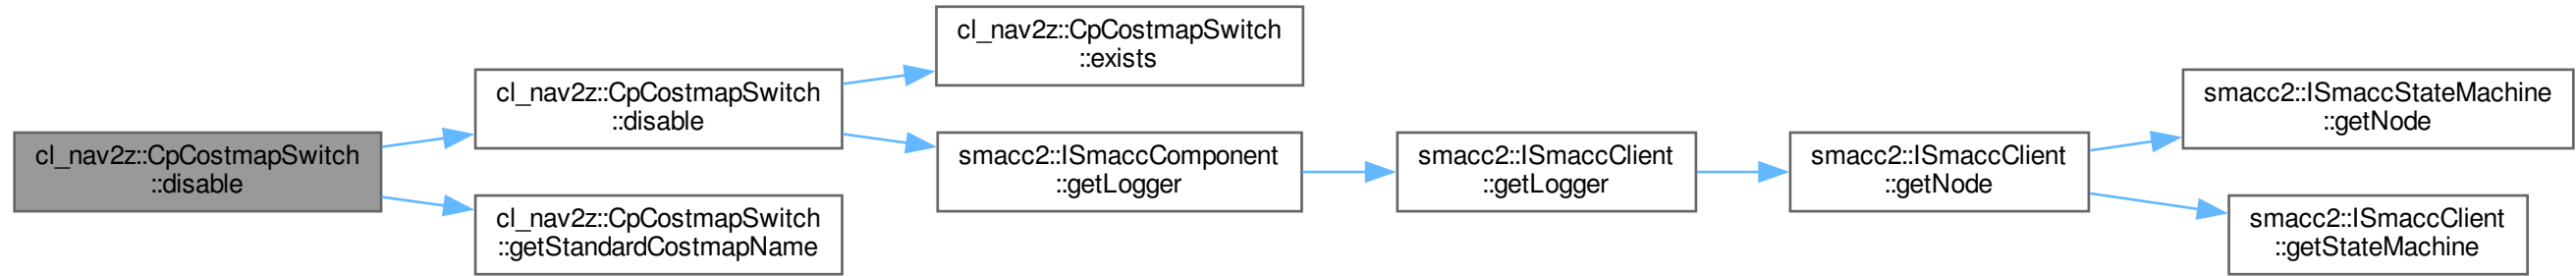 cl_nav2z::CpCostmapSwitch
::disable
cl_nav2z::CpCostmapSwitch
::disable
cl_nav2z::CpCostmapSwitch
::getStandardCostmapName
cl_nav2z::CpCostmapSwitch
::exists
smacc2::ISmaccComponent
::getLogger
smacc2::ISmaccClient
::getLogger
smacc2::ISmaccClient
::getNode
smacc2::ISmaccStateMachine
::getNode
smacc2::ISmaccClient
::getStateMachine